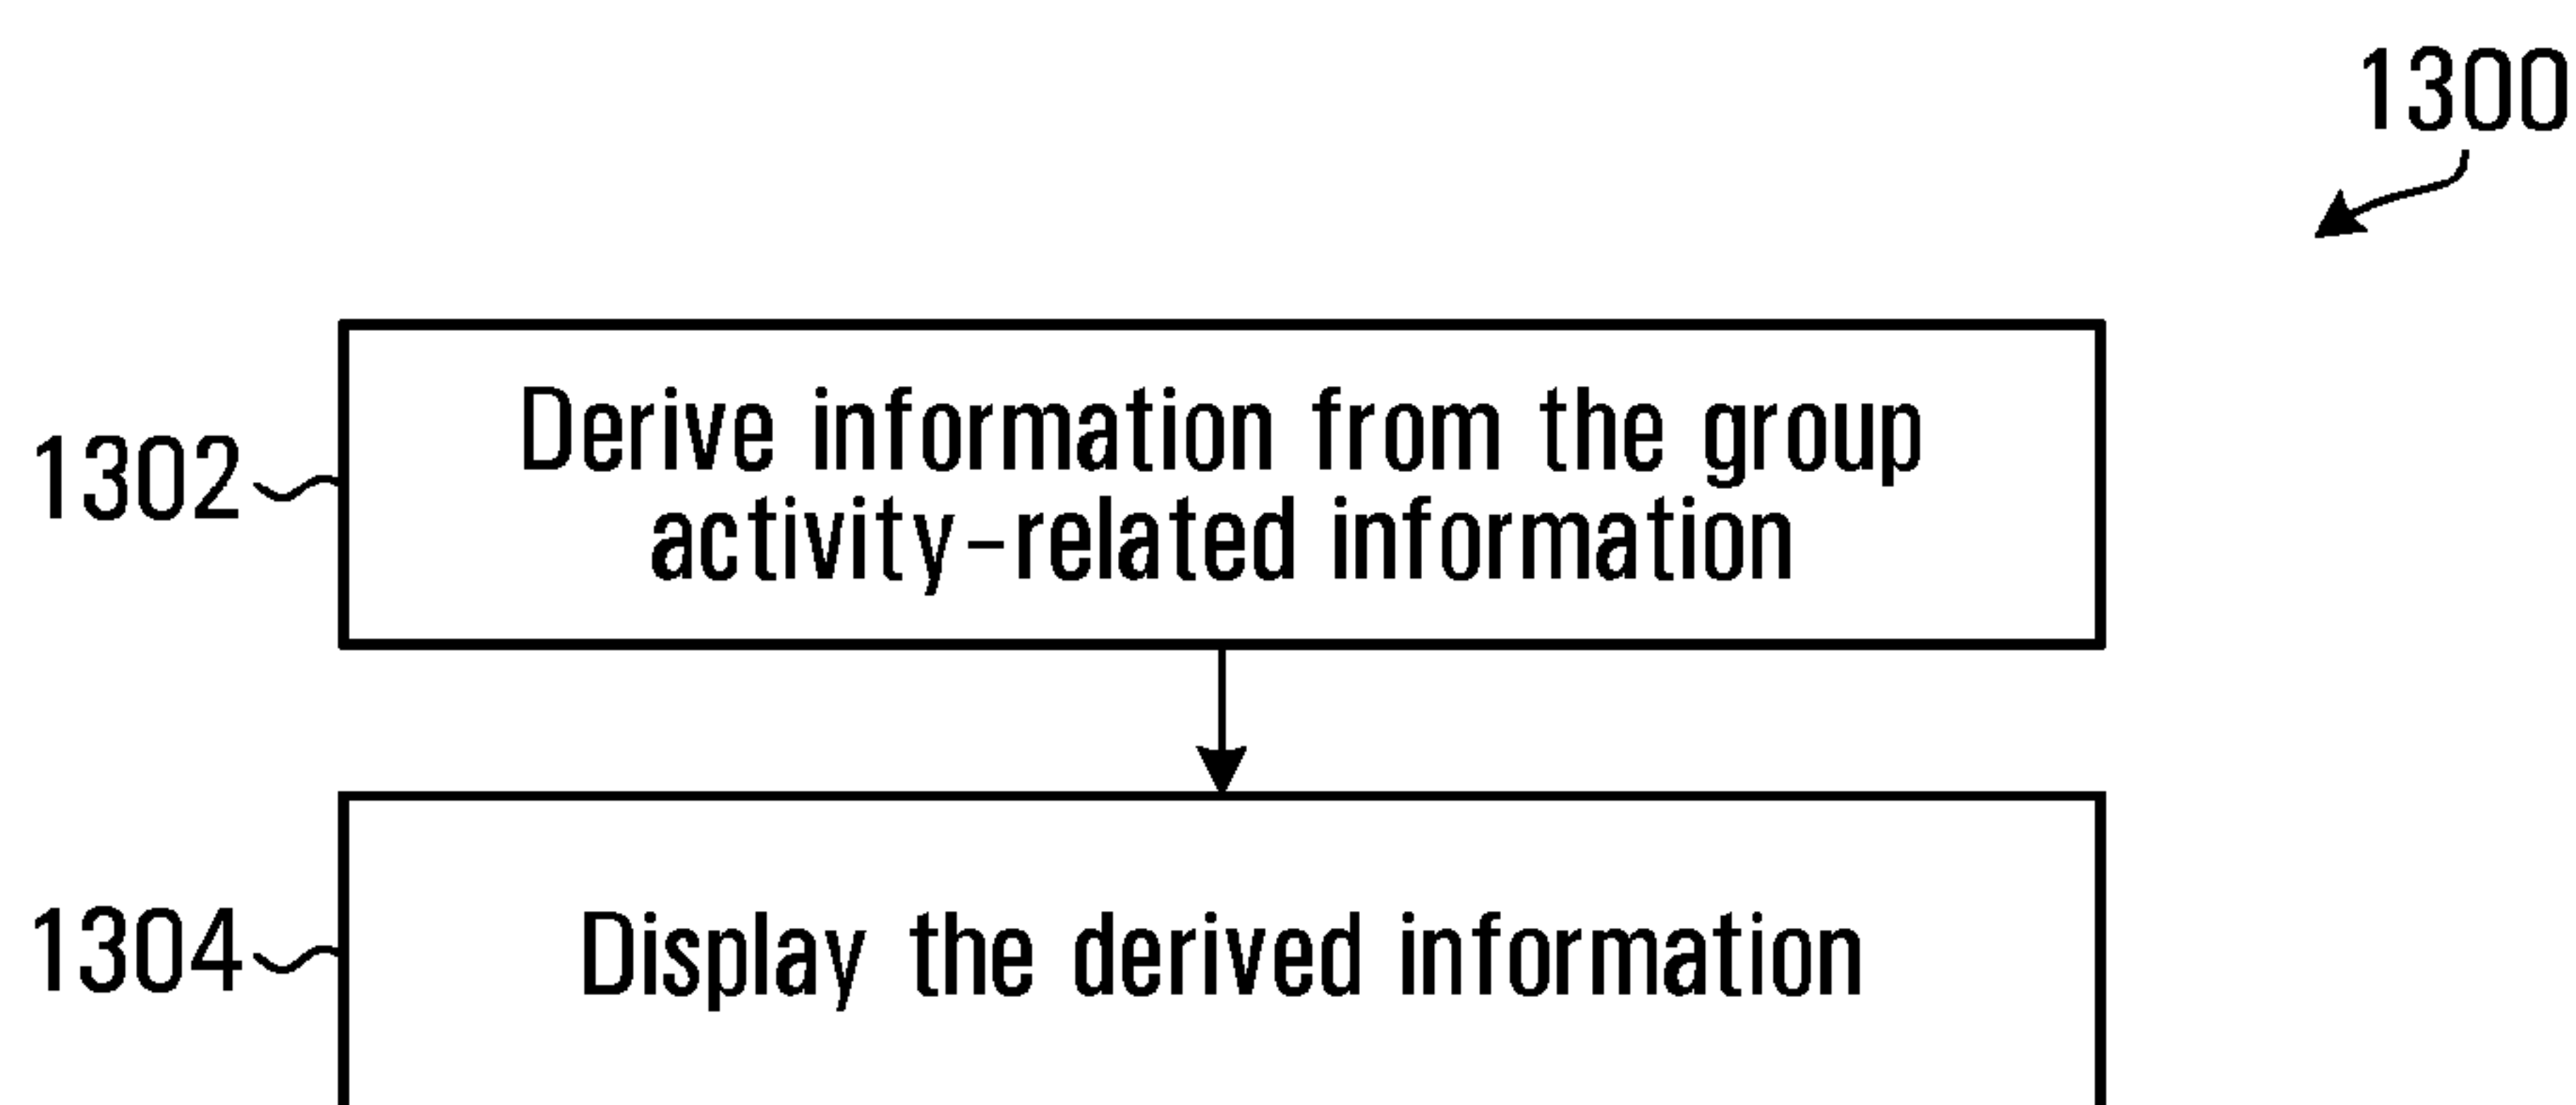 1300
1302
Derive information from the group
activity-related information
1304
Display the derived information